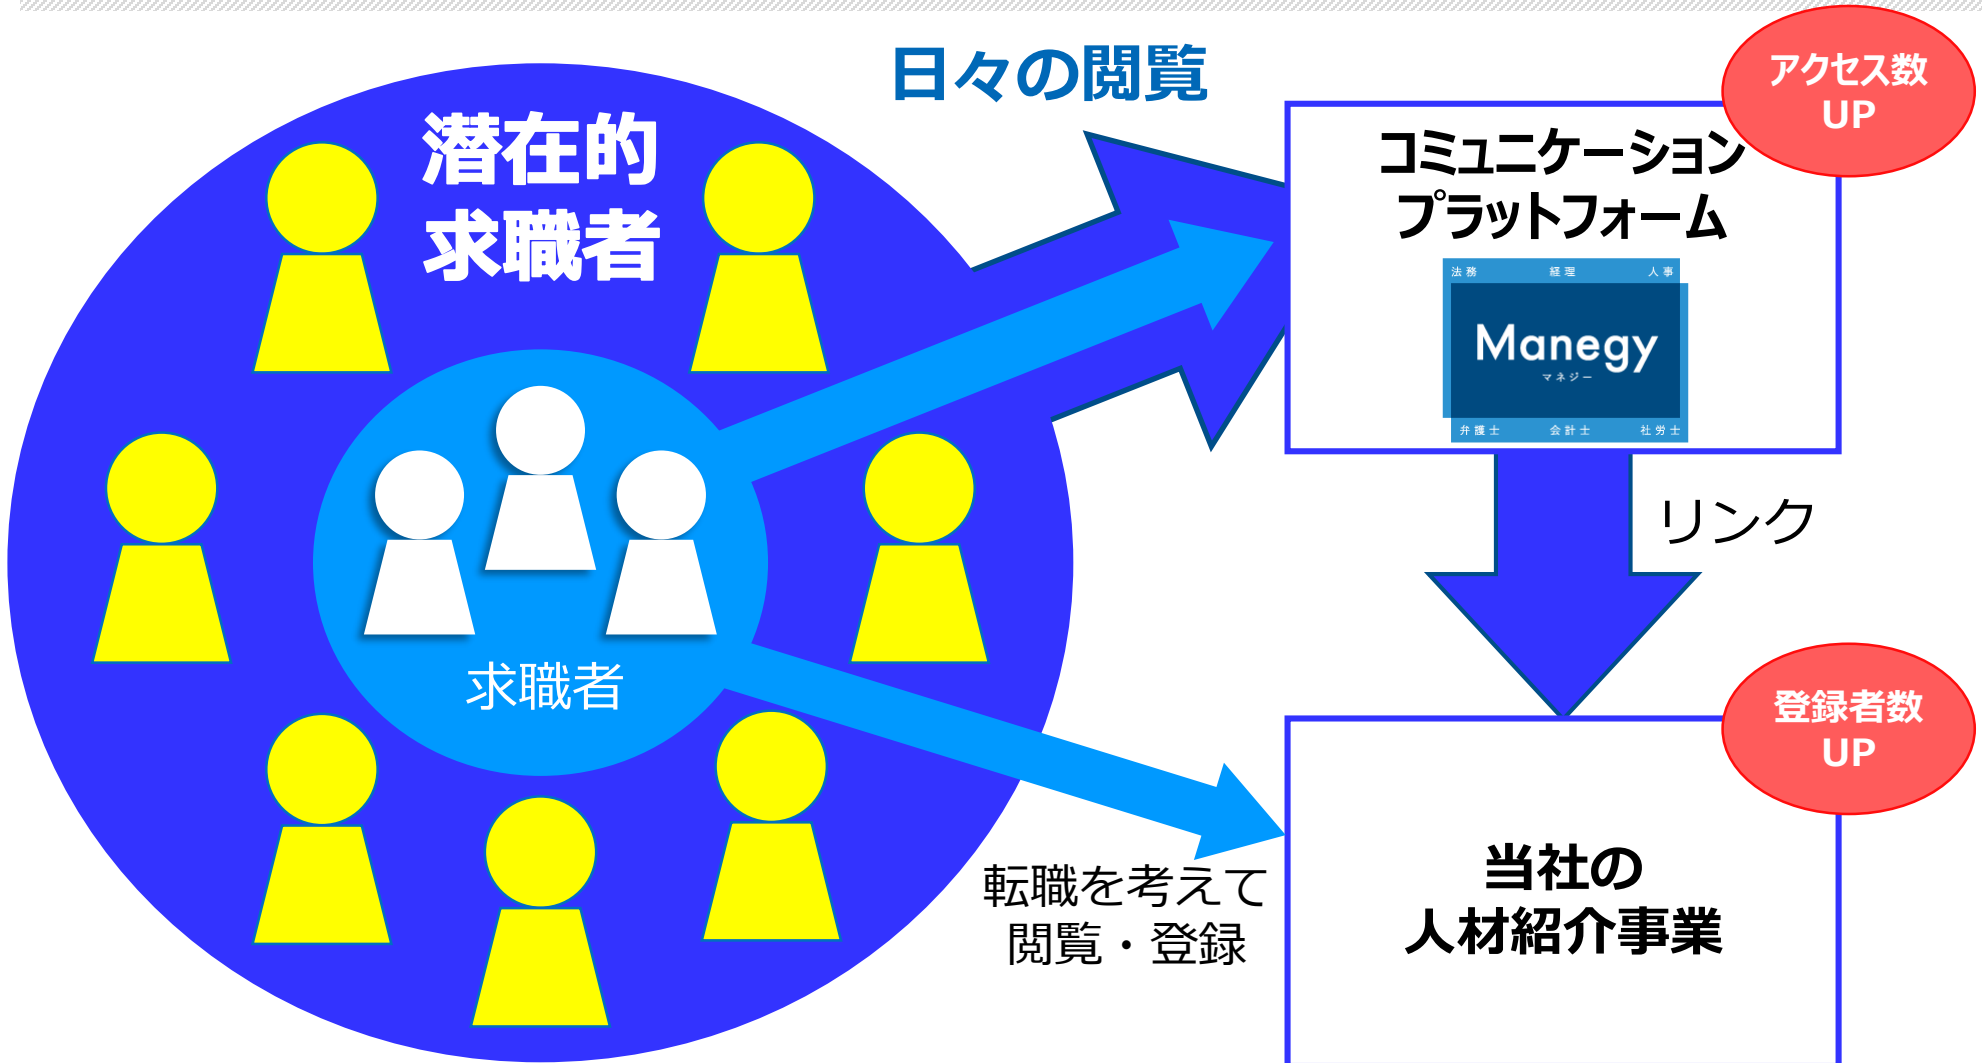 日々の閲覧
アクセス数
UP
潜在的
求職者
コミュニケーション
プラットフォーム
法務 経理 人事
Manegy
マネジー
弁護士 会計士 社労士
リンク
求職者
登録者数
UP
転職を考えて
閲覧・登録
当社の
人材紹介事業